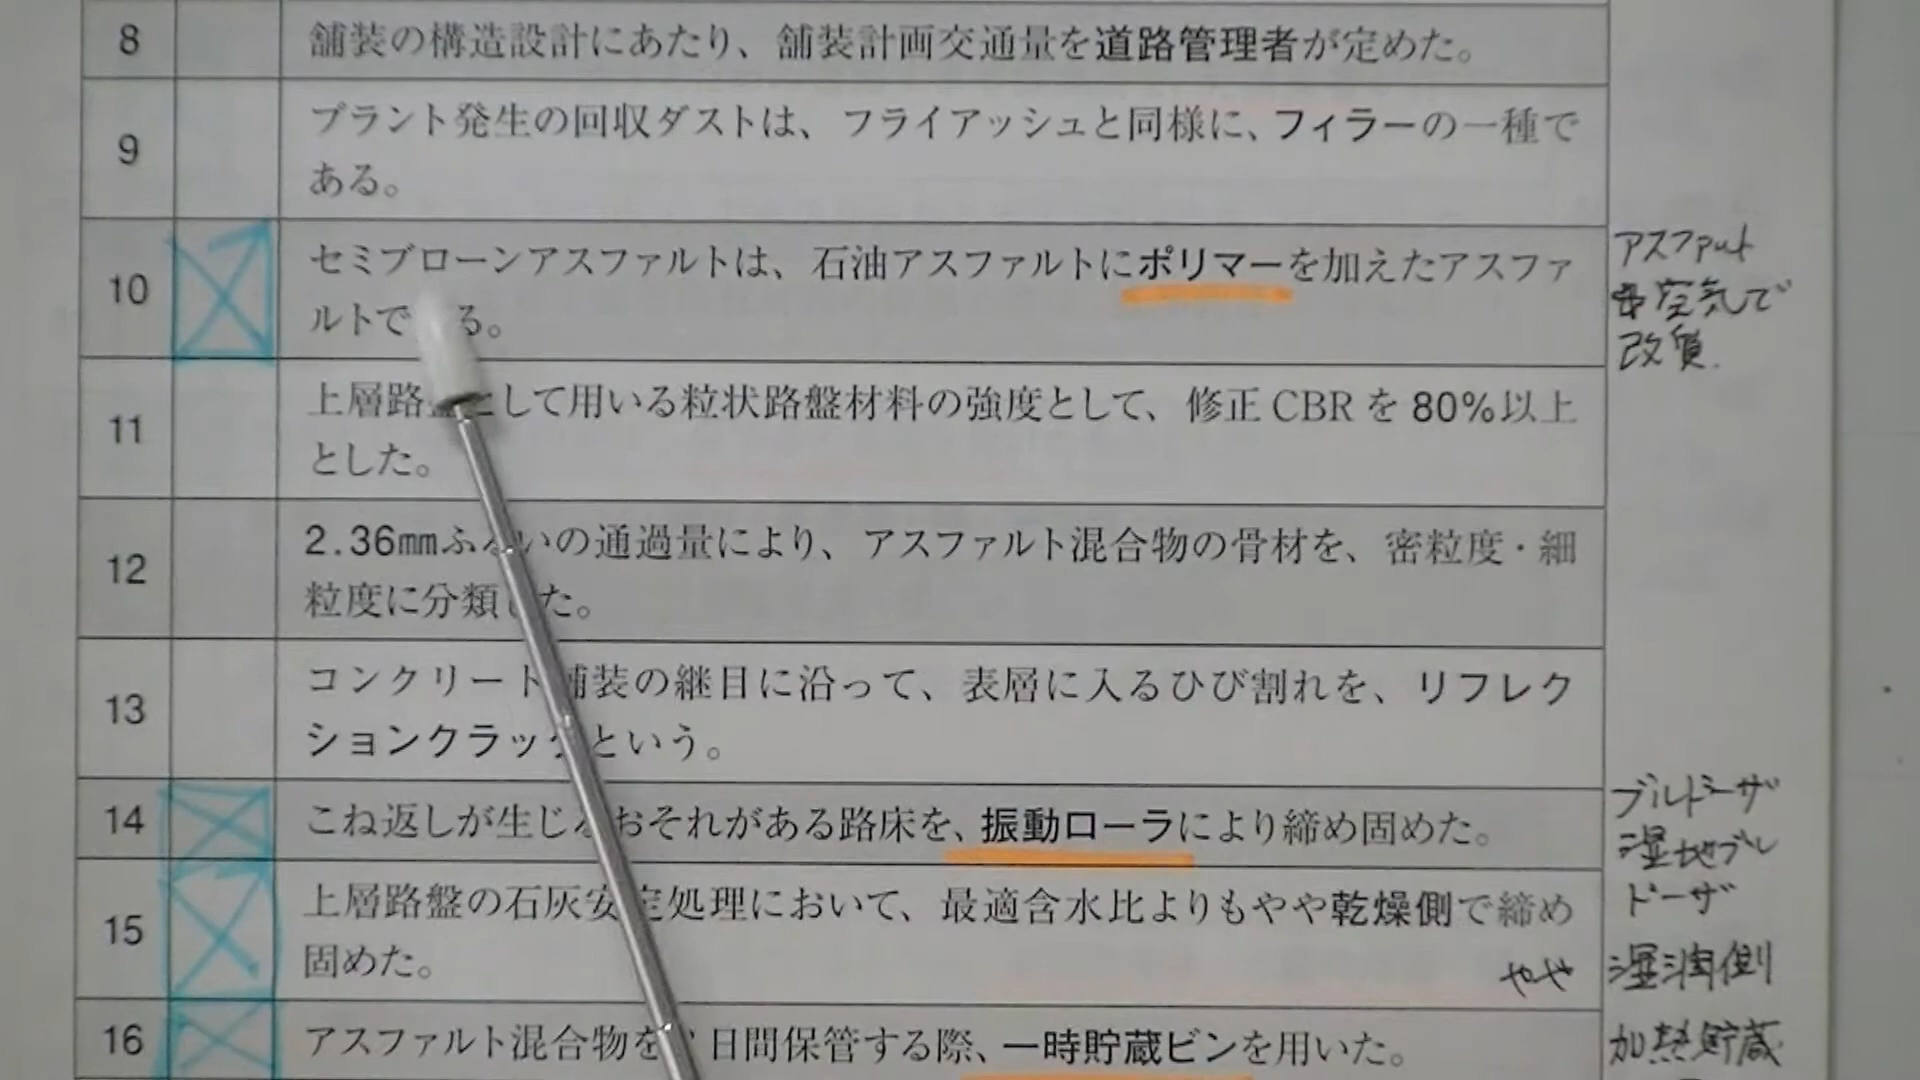 8 舗装の構造設計にあたり、舗装計画交通量を道路管理者が定めた。
9 プラント発生の回収ダストは、フライアッシュと同様に、フィラーの一種で
ある。
10 セミブローンアスファルトは、石油アスファルトにポリマーを加えたアスファ
ルトで る。
アスファルト
空気で
改質.
11 上層路 して用いる粒状路盤材料の強度として、修正CBRを80%以上
とした。
12 2.36mmふ いの通過量により、アスファルト混合物の骨材を、密粒度・細
粒度に分類 た。
13 コンクリート舗装の継目に沿って、表層に入るひび割れを、リフレク
ションクラックという。
14 こね返しが生じ おそれがある路床を、振動ローラにより締め固めた。
ブルドーザ
湿地ブル
ドーザ
15 上層路盤の石灰安定処理において、最適含水比よりもやや乾燥側で締め
固めた。
やや 湿潤側
16 アスファルト混合物を 日間保管する際、一時貯蔵ビンを用いた。
加熱貯蔵